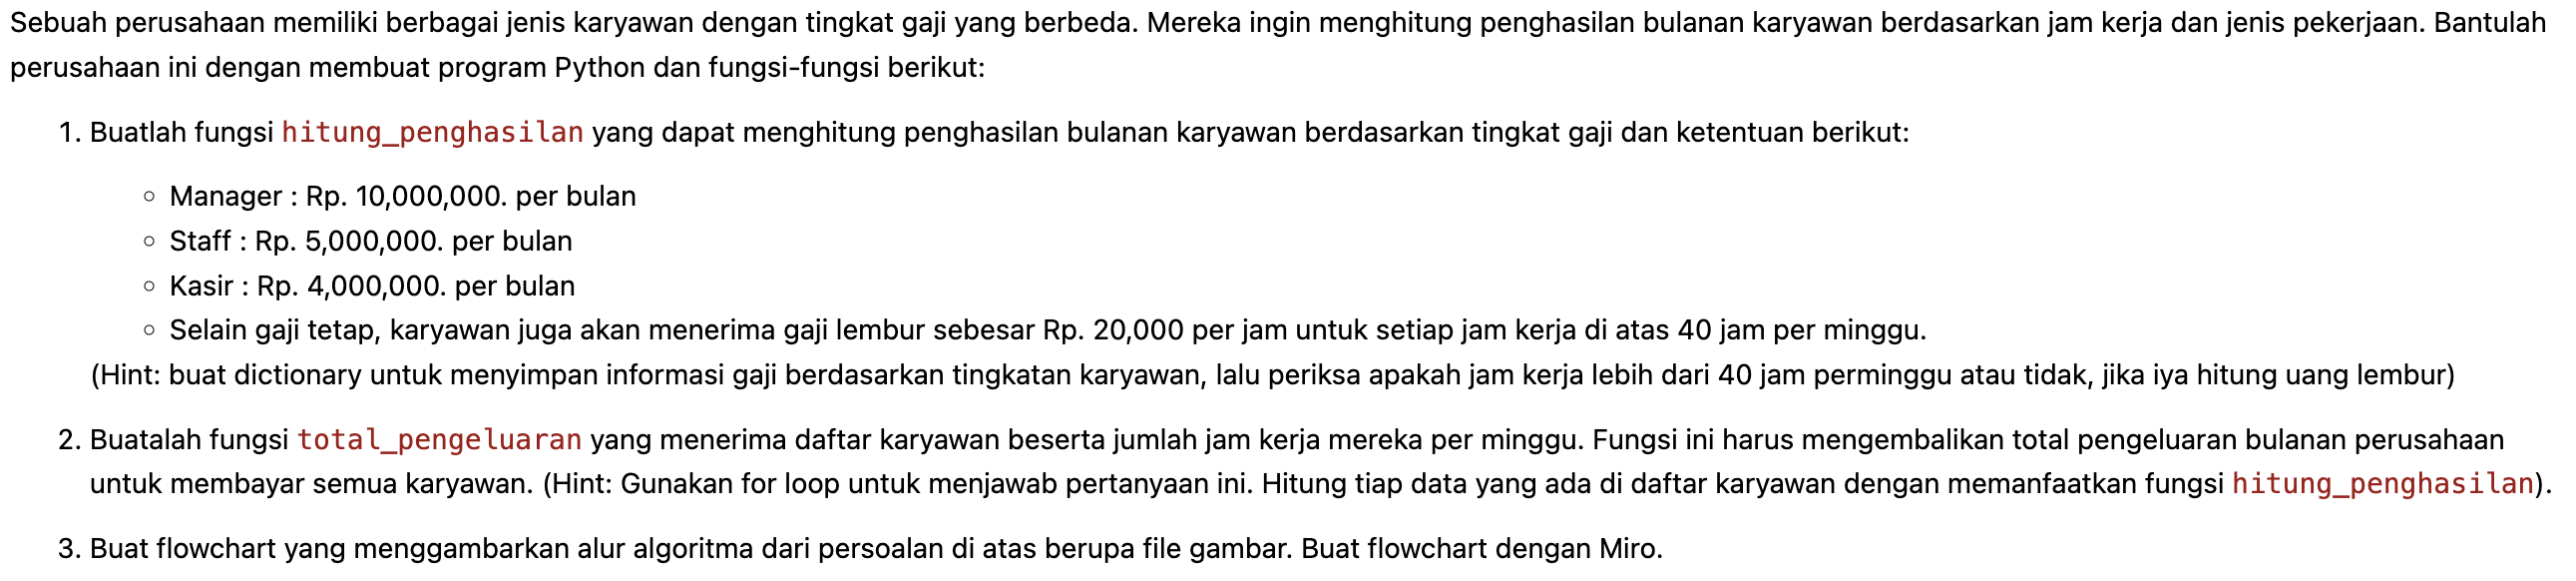 Sebuah perusahaan memiliki berbagai jenis karyawan dengan tingkat gaji yang berbeda. Mereka ingin menghitung penghasilan bulanan karyawan berdasarkan jam kerja dan jenis pekerjaan. Bantulah
perusahaan ini dengan membuat program Python dan fungsi-fungsi berikut:
1. Buatlah fungsi hitung_penghasilan yang dapat menghitung penghasilan bulanan karyawan berdasarkan tingkat gaji dan ketentuan berikut:
◦ Manager : Rp. 10,000,000. per bulan
◦ Staff : Rp. 5,000,000. per bulan
◦ Kasir : Rp. 4,000,000. per bulan
◦ Selain gaji tetap, karyawan juga akan menerima gaji lembur sebesar Rp. 20,000 per jam untuk setiap jam kerja di atas 40 jam per minggu.
(Hint: buat dictionary untuk menyimpan informasi gaji berdasarkan tingkatan karyawan, lalu periksa apakah jam kerja lebih dari 40 jam perminggu atau tidak, jika iya hitung uang lembur)
2. Buatalah fungsi total_pengeluaran yang menerima daftar karyawan beserta jumlah jam kerja mereka per minggu. Fungsi ini harus mengembalikan total pengeluaran bulanan perusahaan
untuk membayar semua karyawan. (Hint: Gunakan for loop untuk menjawab pertanyaan ini. Hitung tiap data yang ada di daftar karyawan dengan memanfaatkan fungsi hitung_penghasilan).
3. Buat flowchart yang menggambarkan alur algoritma dari persoalan di atas berupa file gambar. Buat flowchart dengan Miro.